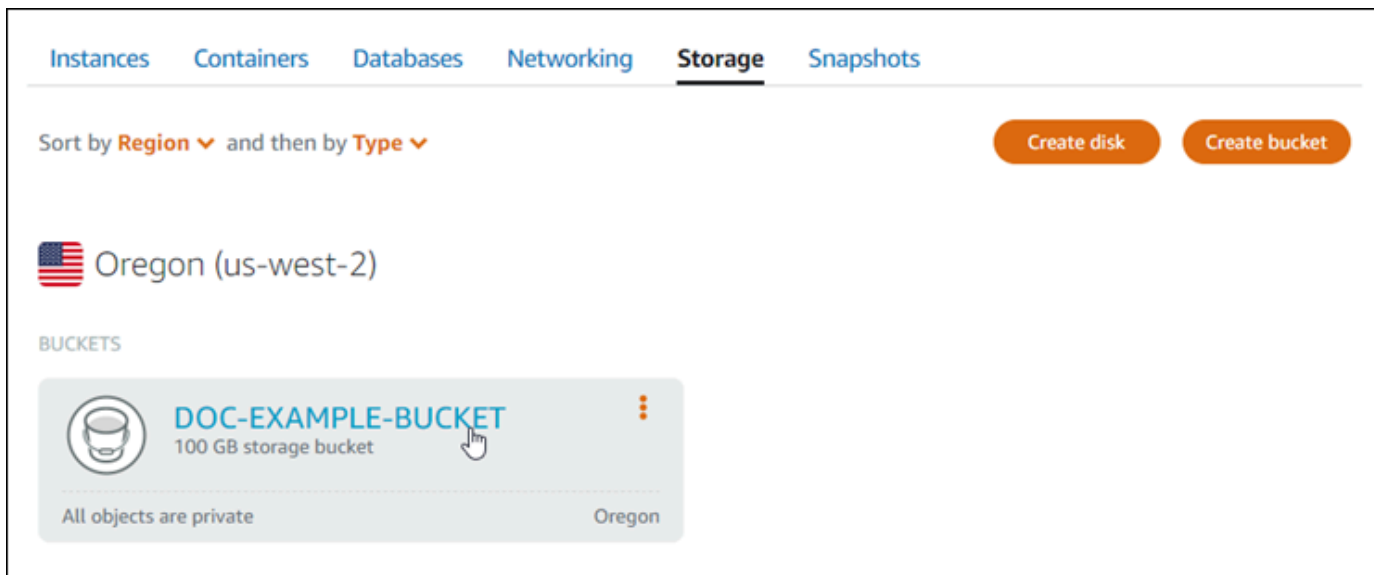 Instances Containers Databases Networking Storage Snapshots
Sort by Region and then by Type Create disk Create bucket
Oregon (us-west-2)
BUCKETS
DOC-EXAMPLE-BUCKET
100 GB storage bucket
All objects are private Oregon